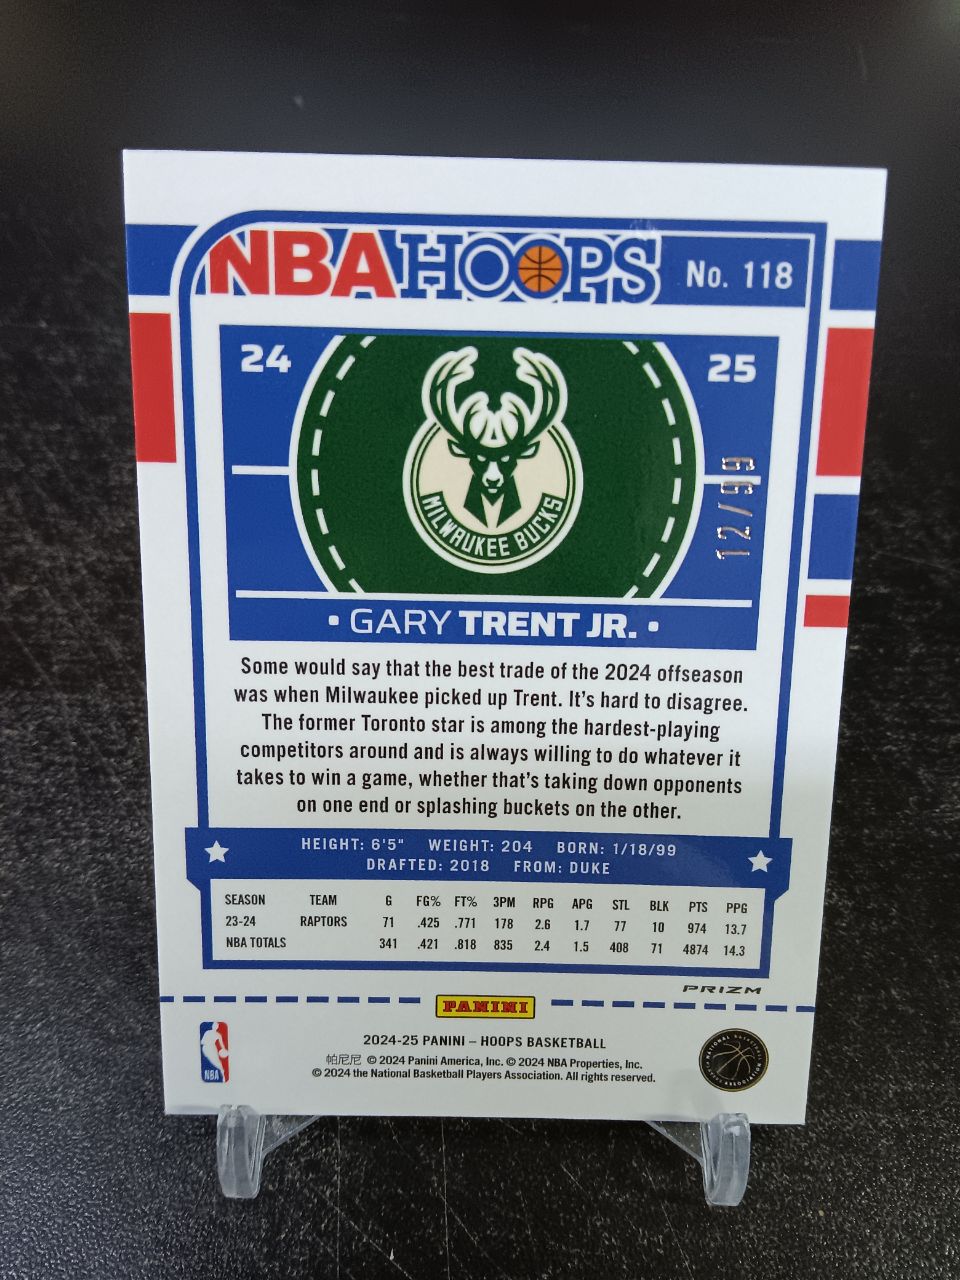 NBA HOOPS No. 118
24 25
MILWAUKEE BUCKS
12/99
• GARY TRENT JR. •
Some would say that the best trade of the 2024 offseason
was when Milwaukee picked up Trent. It's hard to disagree.
The former Toronto star is among the hardest-playing
competitors around and is always willing to do whatever it
takes to win a game, whether that's taking down opponents
on one end or splashing buckets on the other.
HEIGHT: 6'5" WEIGHT: 204 BORN: 1/18/99
DRAFTED: 2018 FROM: DUKE
SEASON TEAM G FG% FT% 3PM RPG APG STL BLK PTS PPG
23-24 RAPTORS 71 .425 .771 178 2.6 1.7 77 10 974 13.7
NBA TOTALS 341 .421 .818 835 2.4 1.5 408 71 4874 14.3
PRIZM
PANINI
2024-25 PANINI – HOOPS BASKETBALL
帕尼尼 © 2024 Panini America, Inc. © 2024 NBA Properties, Inc.
© 2024 the National Basketball Players Association. All rights reserved.
NBA
NATIONAL BASKETBALL PLAYERS ASSOCIATION